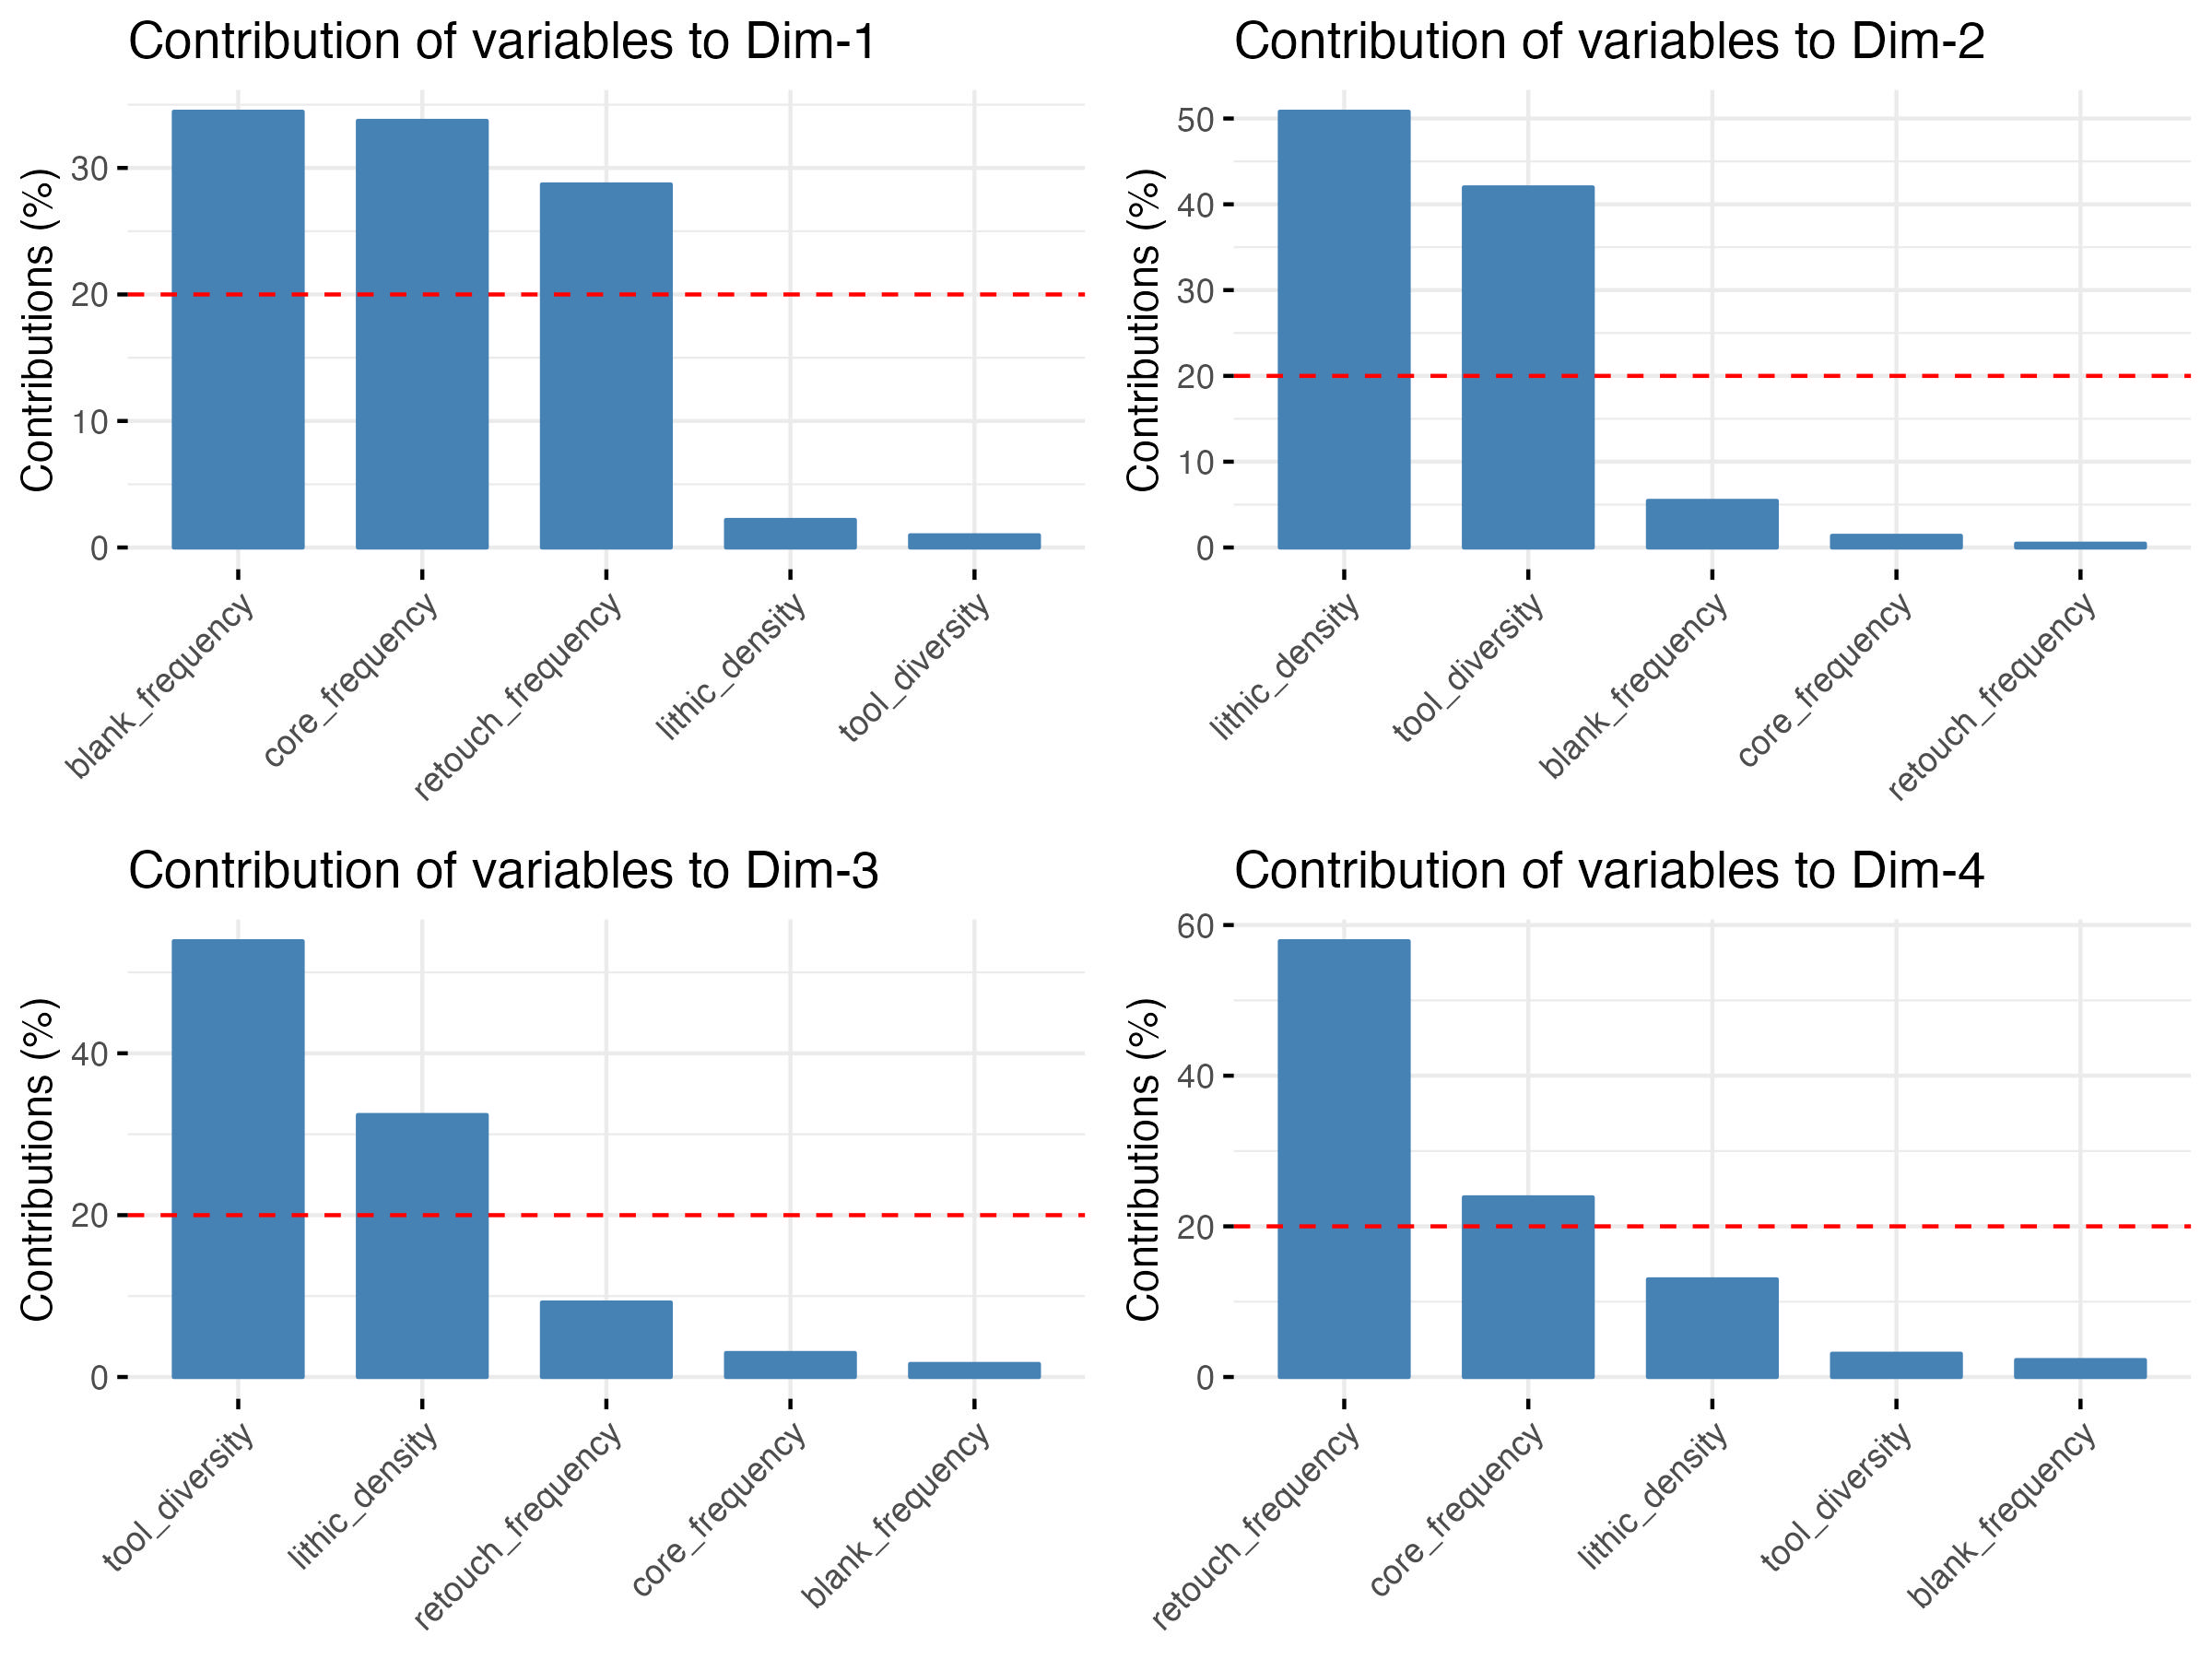 Contribution of variables to Dim-1
Contributions (%)
30
20
10
0
blank_frequency
core_frequency
retouch_frequency
lithic_density
tool_diversity
Contribution of variables to Dim-2
Contributions (%)
50
40
30
20
10
0
lithic_density
tool_diversity
blank_frequency
core_frequency
retouch_frequency
Contribution of variables to Dim-3
Contributions (%)
40
20
0
tool_diversity
lithic_density
retouch_frequency
core_frequency
blank_frequency
Contribution of variables to Dim-4
Contributions (%)
60
40
20
0
retouch_frequency
core_frequency
lithic_density
tool_diversity
blank_frequency